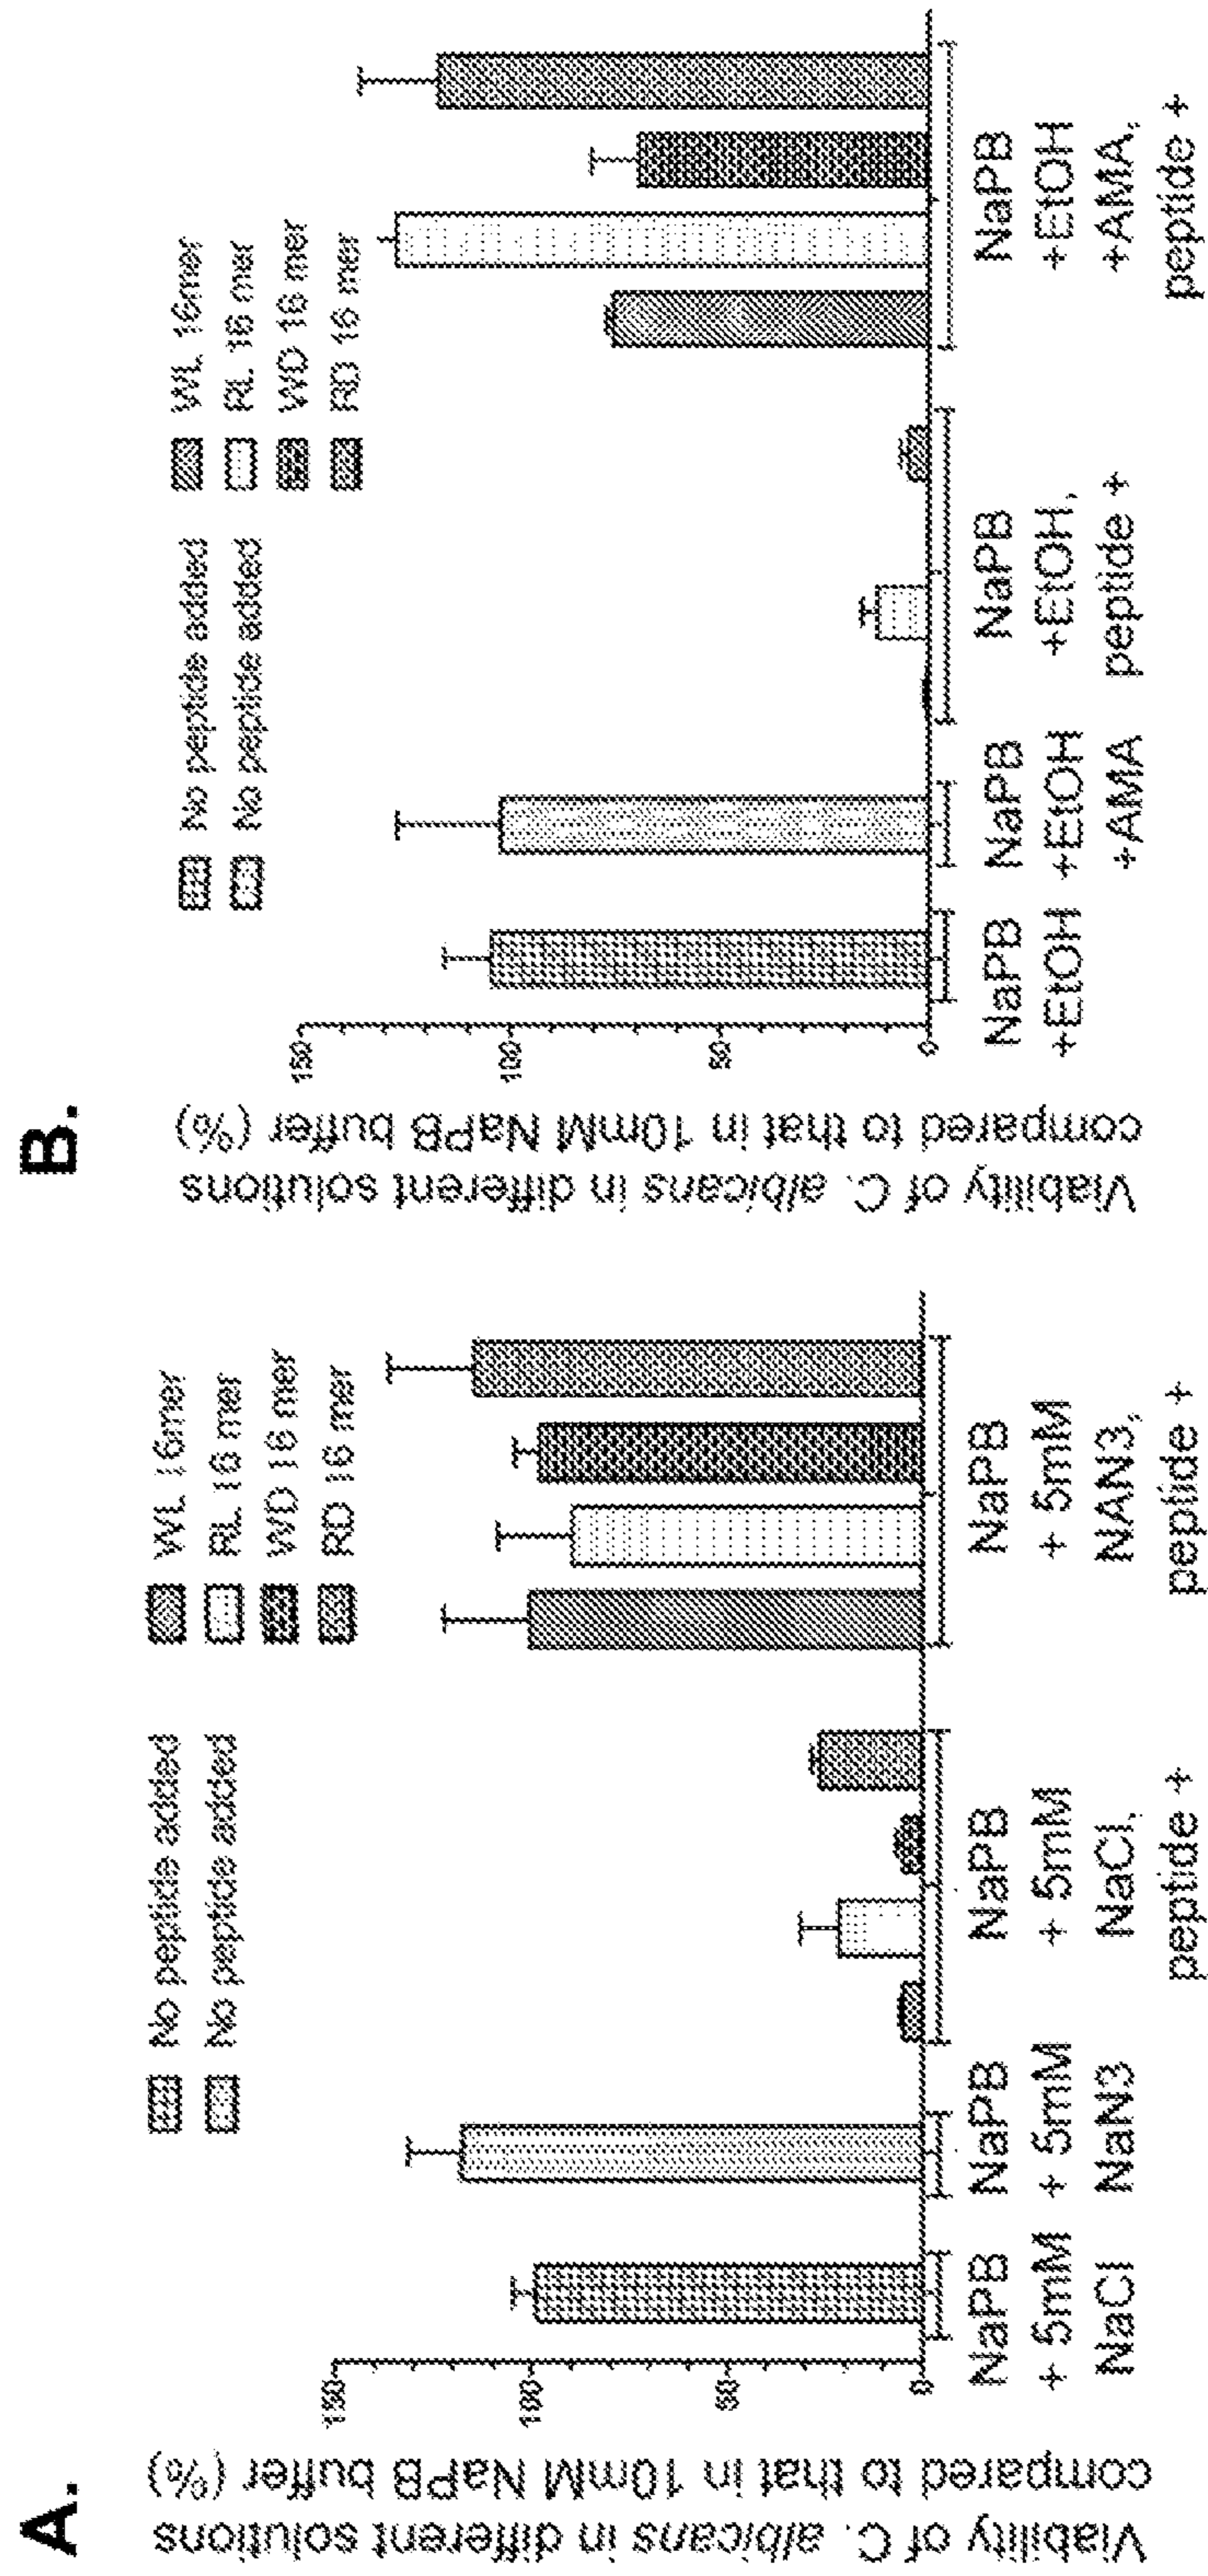 A.
Viability of C. albicans in different solutions
compared to that in 10mM NaPB buffer (%)
No peptide added
No peptide added
WL 16mer
RL 16 mer
WD 16 mer
RD 16 mer
150
100
50
0
NaPB
+ 5mM
NaCl
NaPB
+ 5mM
NaN3
NaPB
+ 5mM
NaCl,
peptide +
NaPB
+ 5mM
NAN3,
peptide +
B.
Viability of C. albicans in different solutions
compared to that in 10mM NaPB buffer (%)
No peptide added
No peptide added
WL 16mer
RL 16 mer
WD 16 mer
RD 16 mer
150
100
50
0
NaPB
+EtOH
NaPB
+EtOH
+AMA
NaPB
+EtOH,
peptide +
NaPB
+EtOH
+AMA,
peptide +